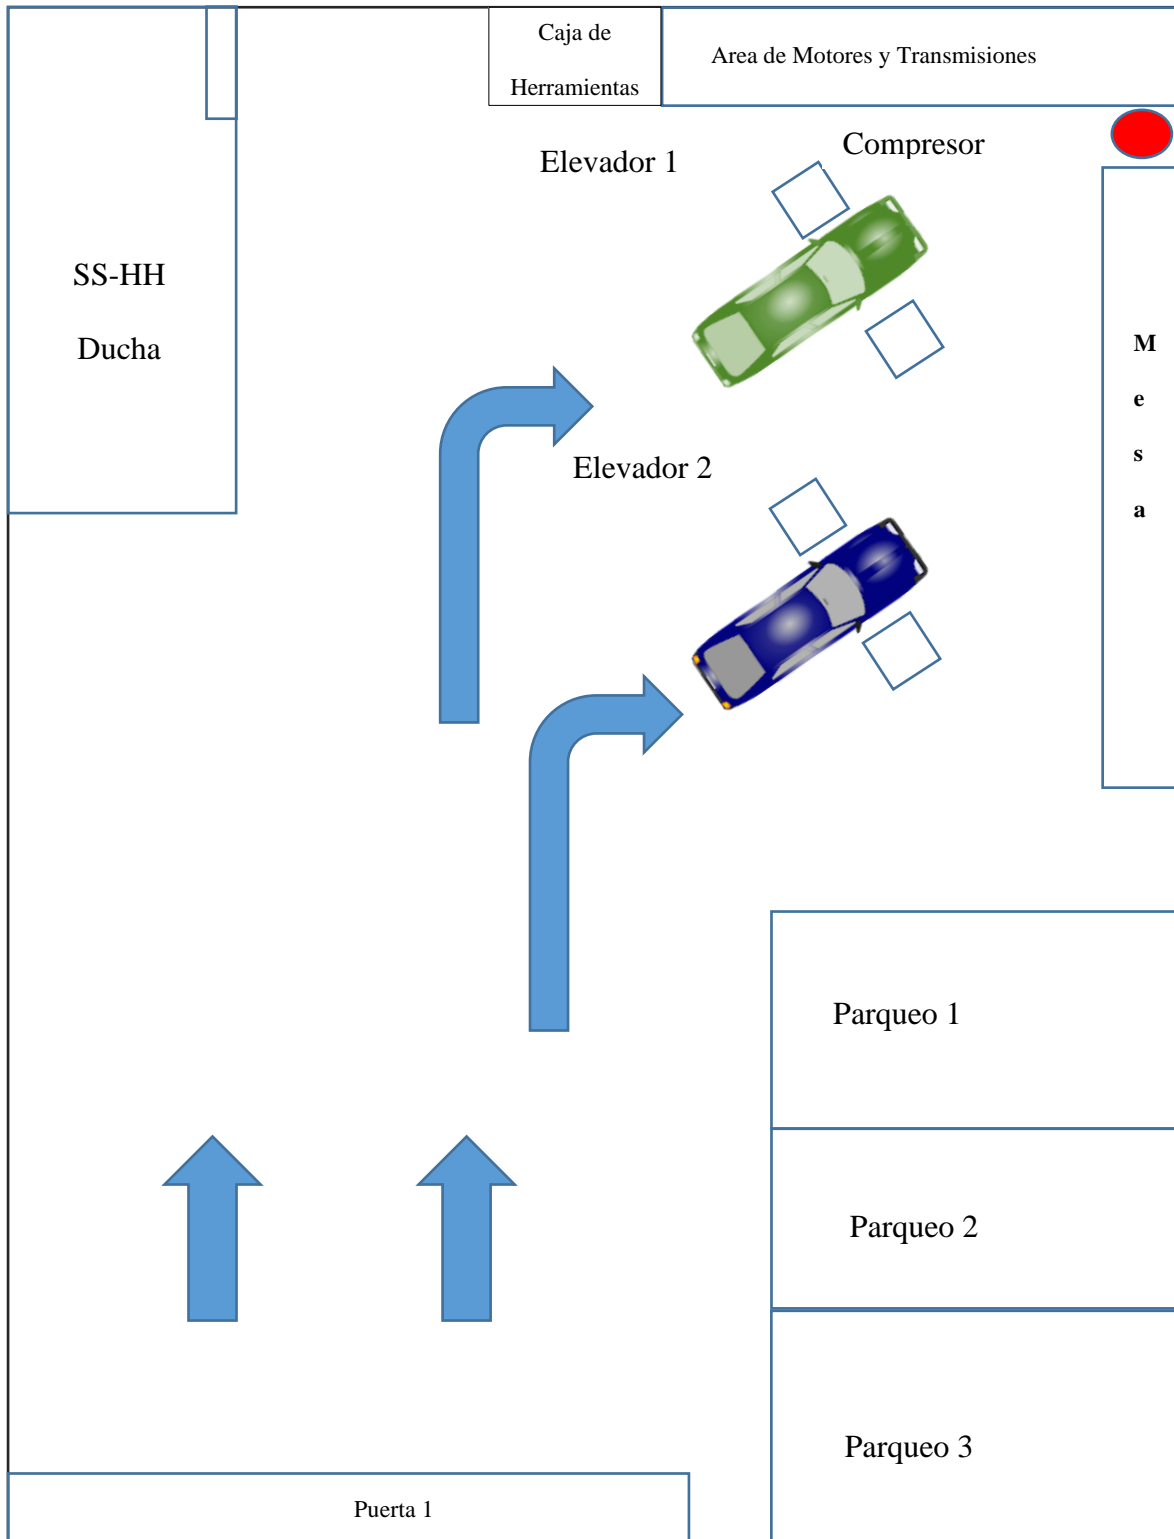 Caja de
Herramientas
Area de Motores y Transmisiones
Compresor
Elevador 1
SS-HH
Ducha
M
e
s
a
Elevador 2
Parqueo 1
Parqueo 2
Parqueo 3
Puerta 1